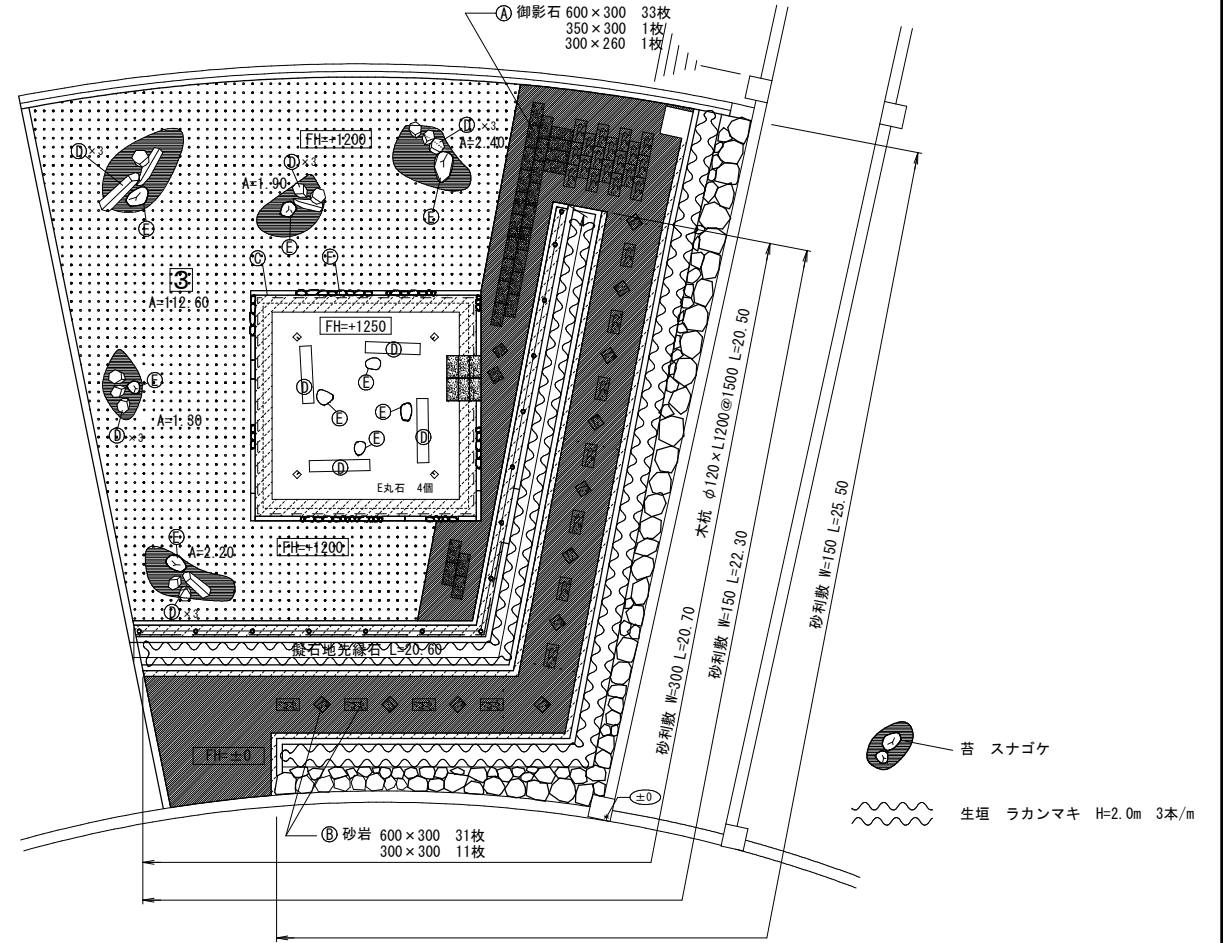 Ⓐ 御影石 600×300 33枚
350×300 1枚
300×260 1枚
FH=+1200
Ⓓ×3
Ⓓ×3
A=2.40
Ⓓ×3
A=1.90
Ⓔ
Ⓔ
Ⓔ
Ⓒ
Ⓕ
3
A=112.60
FH=+1250
Ⓓ
Ⓓ
Ⓔ
Ⓔ
Ⓔ
Ⓔ
Ⓓ
Ⓓ
E丸石 4個
Ⓔ
A=1.30
Ⓓ×3
Ⓔ
A=2.20
Ⓓ×3
FH=+1200
擬石地先縁石 L=20.60
FH=±0
±0
Ⓑ 砂岩 600×300 31枚
300×300 11枚
砂利敷 W=300 L=20.70
木杭 φ120×L1200@1500 L=20.50
砂利敷 W=150 L=22.30
砂利敷 W=150 L=25.50
苔 スナゴケ
生垣 ラカンマキ H=2.0m 3本/m